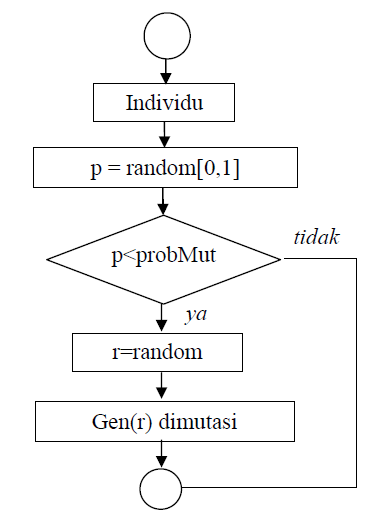 Individu
p = random[0,1]
p<probMut
tidak
ya
r=random
Gen(r) dimutasi